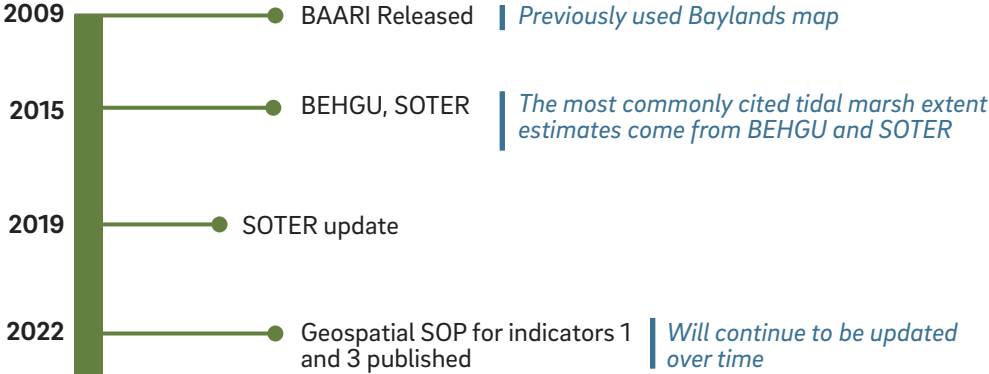 2009 BAARI Released Previously used Baylands map
2015 BEHGU, SOTER The most commonly cited tidal marsh extent
estimates come from BEHGU and SOTER
2019 SOTER update
2022 Geospatial SOP for indicators 1 Will continue to be updated
and 3 published over time